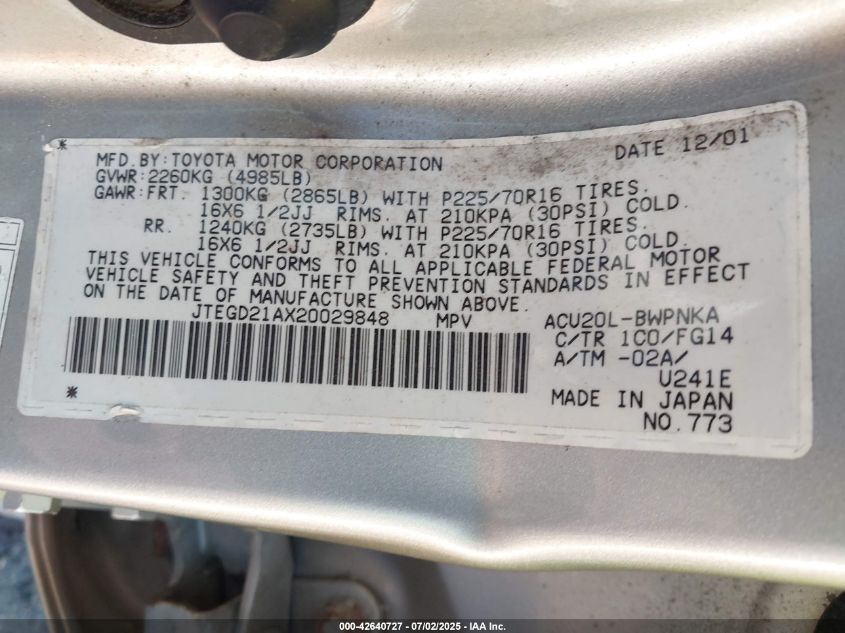 DATE 12/01
MFD.BY:TOYOTA MOTOR CORPORATION
GVWR:2260KG (4985LB)
GAWR:FRT. 1300KG (2865LB) WITH P225/70R16 TIRES.
16X6 1/2JJ RIMS. AT 210KPA (30PSI) COLD.
RR. 1240KG (2735LB) WITH P225/70R16 TIRES.
16X6 1/2JJ RIMS. AT 210KPA (30PSI) COLD.
THIS VEHICLE CONFORMS TO ALL APPLICABLE FEDERAL MOTOR
VEHICLE SAFETY AND THEFT PREVENTION STANDARDS IN EFFECT
ON THE DATE OF MANUFACTURE SHOWN ABOVE.
JTEGD21AX20029848 MPV ACU20L-BWPNKA
C/TR 1C0/FG14
A/TM -02A/
U241E
MADE IN JAPAN
NO.773
000-42640727 - 07/02/2025 - IAA Inc.